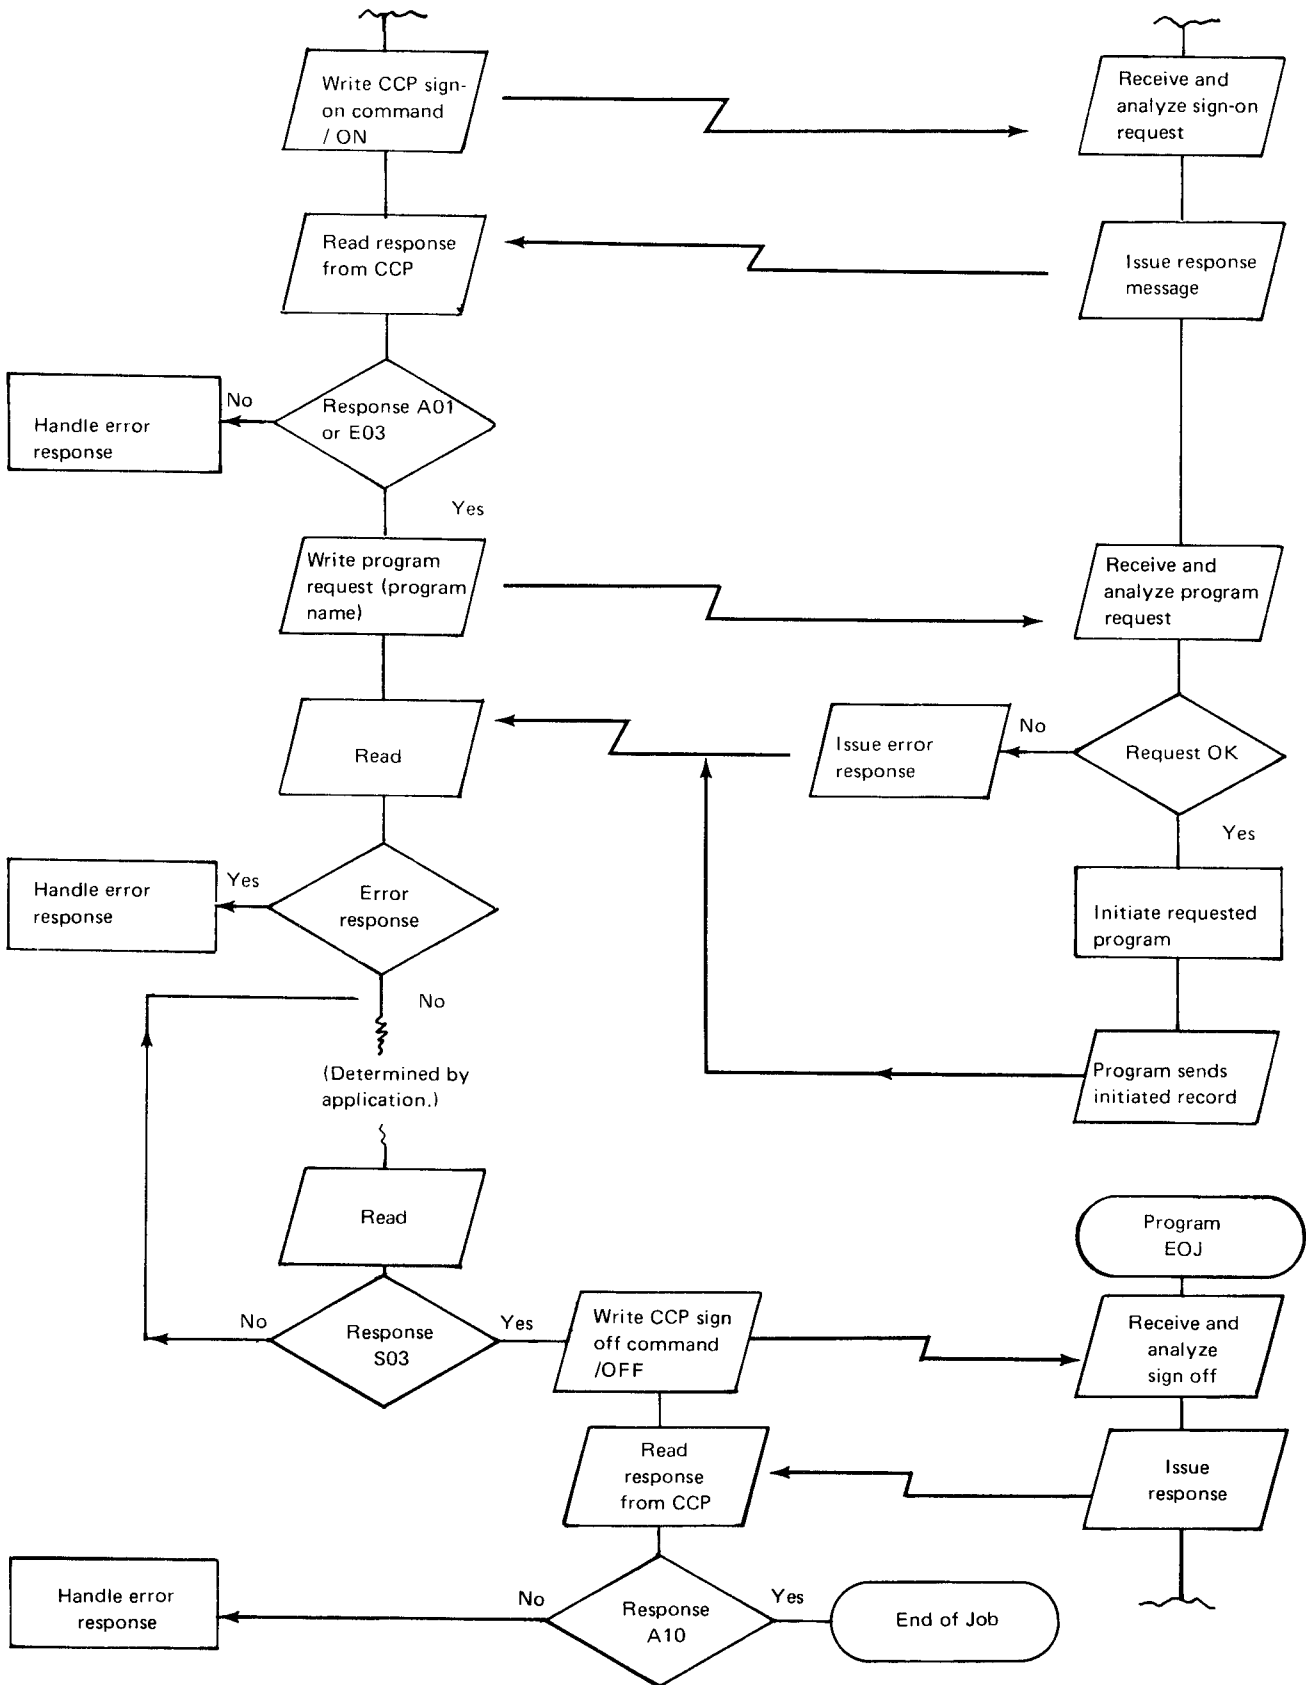 Write CCP sign-
on command
/ ON
Receive and
analyze sign-on
request
Read response
from CCP
Issue response
message
Handle error
response
No
Response A01
or E03
Yes
Write program
request (program
name)
Receive and
analyze program
request
Read
Issue error
response
No
Request OK
Yes
Handle error
response
Yes
Error
response
No
Initiate requested
program
(Determined by
application.)
Program sends
initiated record
Read
Program
EOJ
No
Response
S03
Yes
Write CCP sign
off command
/OFF
Receive and
analyze
sign off
Read
response
from CCP
Issue
response
Handle error
response
No
Response
A10
Yes
End of Job